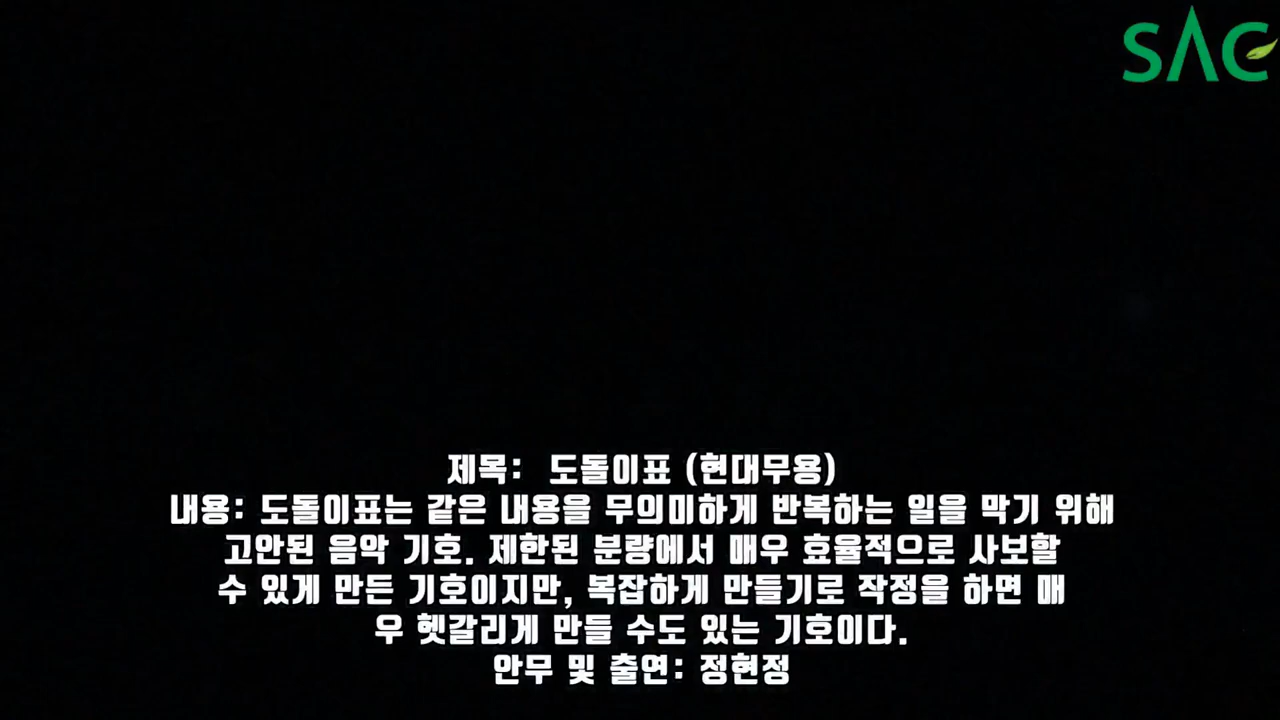 SAC
제목: 도돌이표 (현대무용)
내용: 도돌이표는 같은 내용을 무의미하게 반복하는 일을 막기 위해
고안된 음악 기호. 제한된 분량에서 매우 효율적으로 사보할
수 있게 만든 기호이지만, 복잡하게 만들기로 작정을 하면 매
우 헷갈리게 만들 수도 있는 기호이다.
안무 및 출연: 정현정